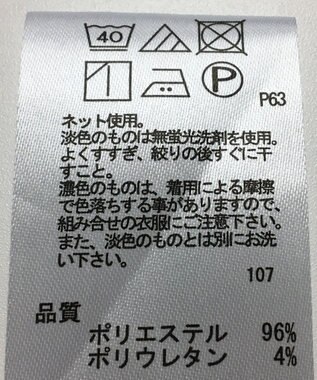 40
P
P63
ネット使用。
淡色のものは無蛍光洗剤を使用。
よくすすぎ、絞りの後すぐに干
すこと。
濃色のものは、着用による摩擦
で色落ちする事がありますので、
組み合せの衣服にご注意下さい。
また、淡色のものとは別にお洗
い下さい。
107
品質
ポリエステル 96%
ポリウレタン 4%